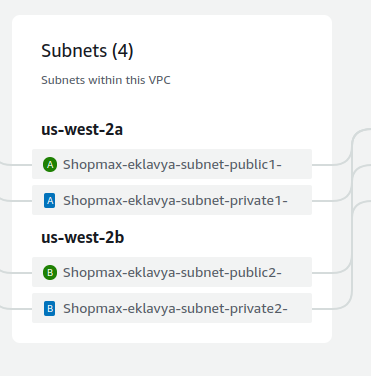 Subnets (4)
Subnets within this VPC
us-west-2a
A Shopmax-eklavya-subnet-public1-
A Shopmax-eklavya-subnet-private1-
us-west-2b
B Shopmax-eklavya-subnet-public2-
B Shopmax-eklavya-subnet-private2-